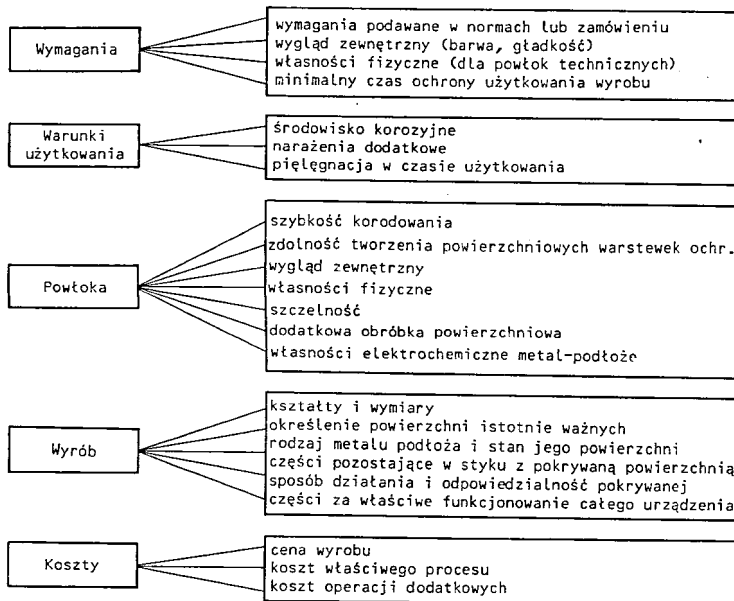 Wymagania
wymagania podawane w normach lub zamówieniu
wygląd zewnętrzny (barwa, gładkość)
własności fizyczne (dla powłok technicznych)
minimalny czas ochrony użytkowania wyrobu
Warunki
użytkowania
środowisko korozyjne
narażenia dodatkowe
pielęgnacja w czasie użytkowania
Powłoka
szybkość korodowania
zdolność tworzenia powierzchniowych warstewek ochr.
wygląd zewnętrzny
własności fizyczne
szczelność
dodatkowa obróbka powierzchniowa
własności elektrochemiczne metal-podłoże
Wyrób
kształty i wymiary
określenie powierzchni istotnie ważnych
rodzaj metalu podłoża i stan jego powierzchni
części pozostające w styku z pokrywaną powierzchnią
sposób działania i odpowiedzialność pokrywanej
części za właściwe funkcjonowanie całego urządzenia
Koszty
cena wyrobu
koszt właściwego procesu
koszt operacji dodatkowych